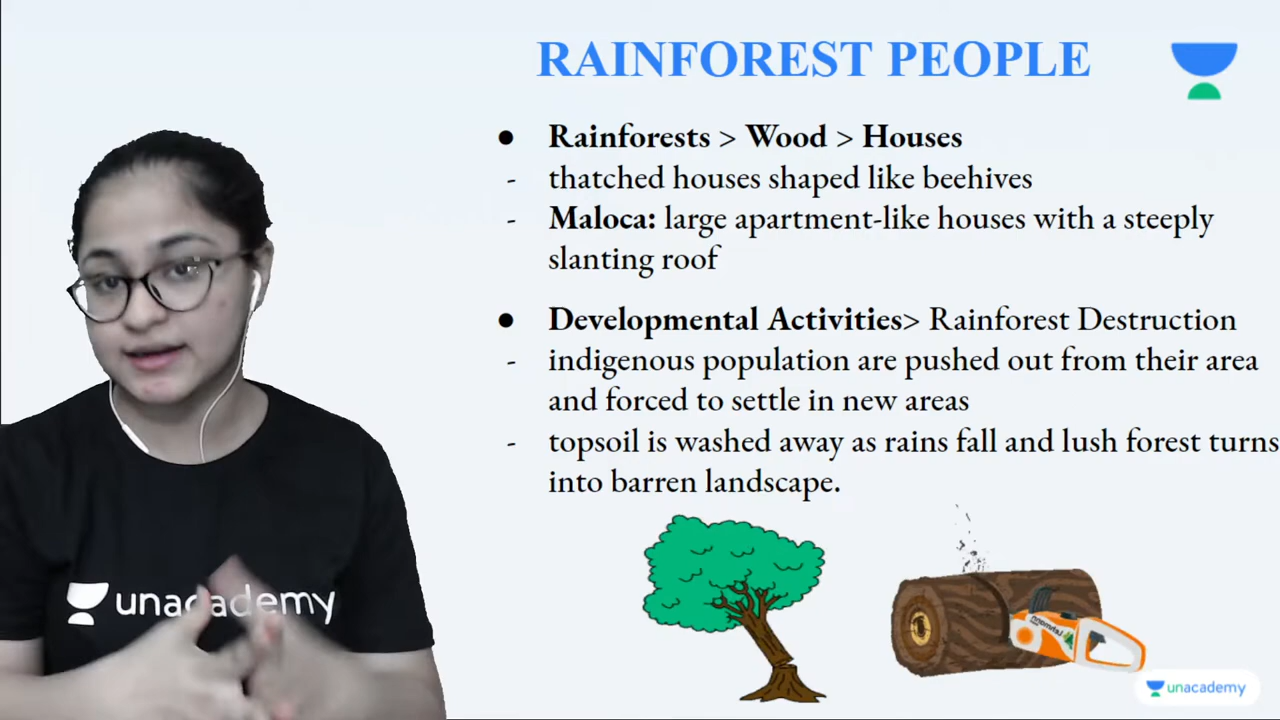 RAINFOREST PEOPLE
● Rainforests > Wood > Houses
- thatched houses shaped like beehives
- Maloca: large apartment-like houses with a steeply
slanting roof
● Developmental Activities> Rainforest Destruction
- indigenous population are pushed out from their area
and forced to settle in new areas
- topsoil is washed away as rains fall and lush forest turns
into barren landscape.
unacademy
unacademy